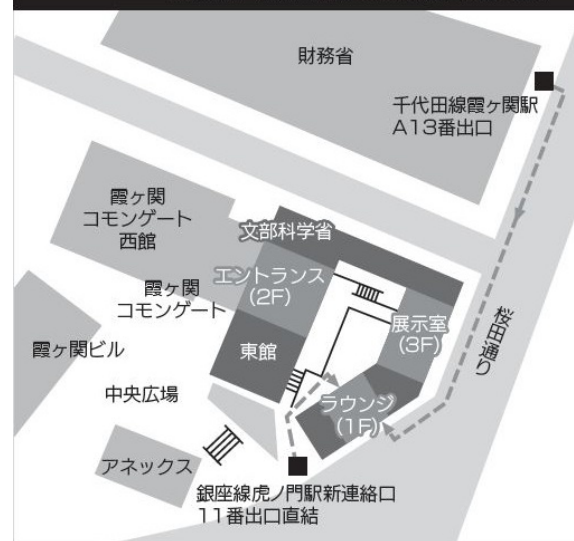 財務省
千代田線霞ヶ関駅
A13番出口
霞ヶ関
コモンゲート
西館
文部科学省
エントランス
(2F)
霞ヶ関
コモンゲート
展示室
(3F)
桜田通り
霞ヶ関ビル
東館
中央広場
ラウンジ
(1F)
アネックス
銀座線虎ノ門駅新連絡口
11番出口直結